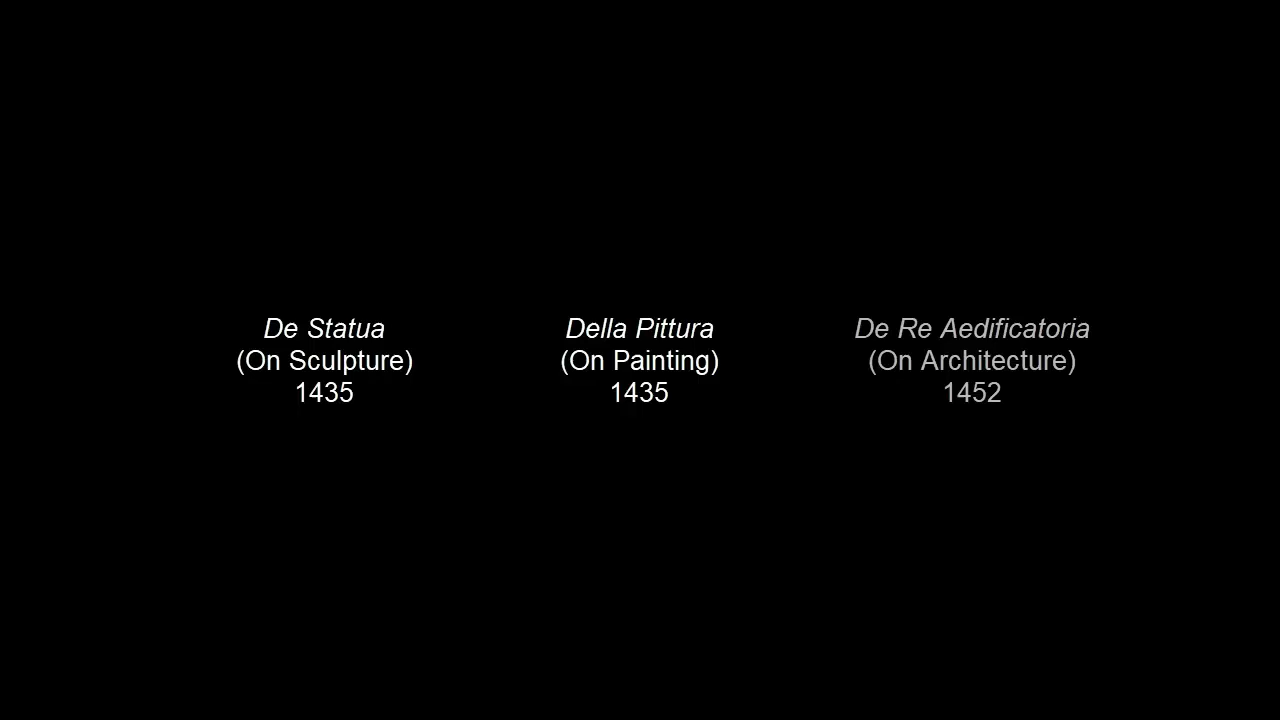 De Statua
(On Sculpture)
1435
Della Pittura
(On Painting)
1435
De Re Aedificatoria
(On Architecture)
1452